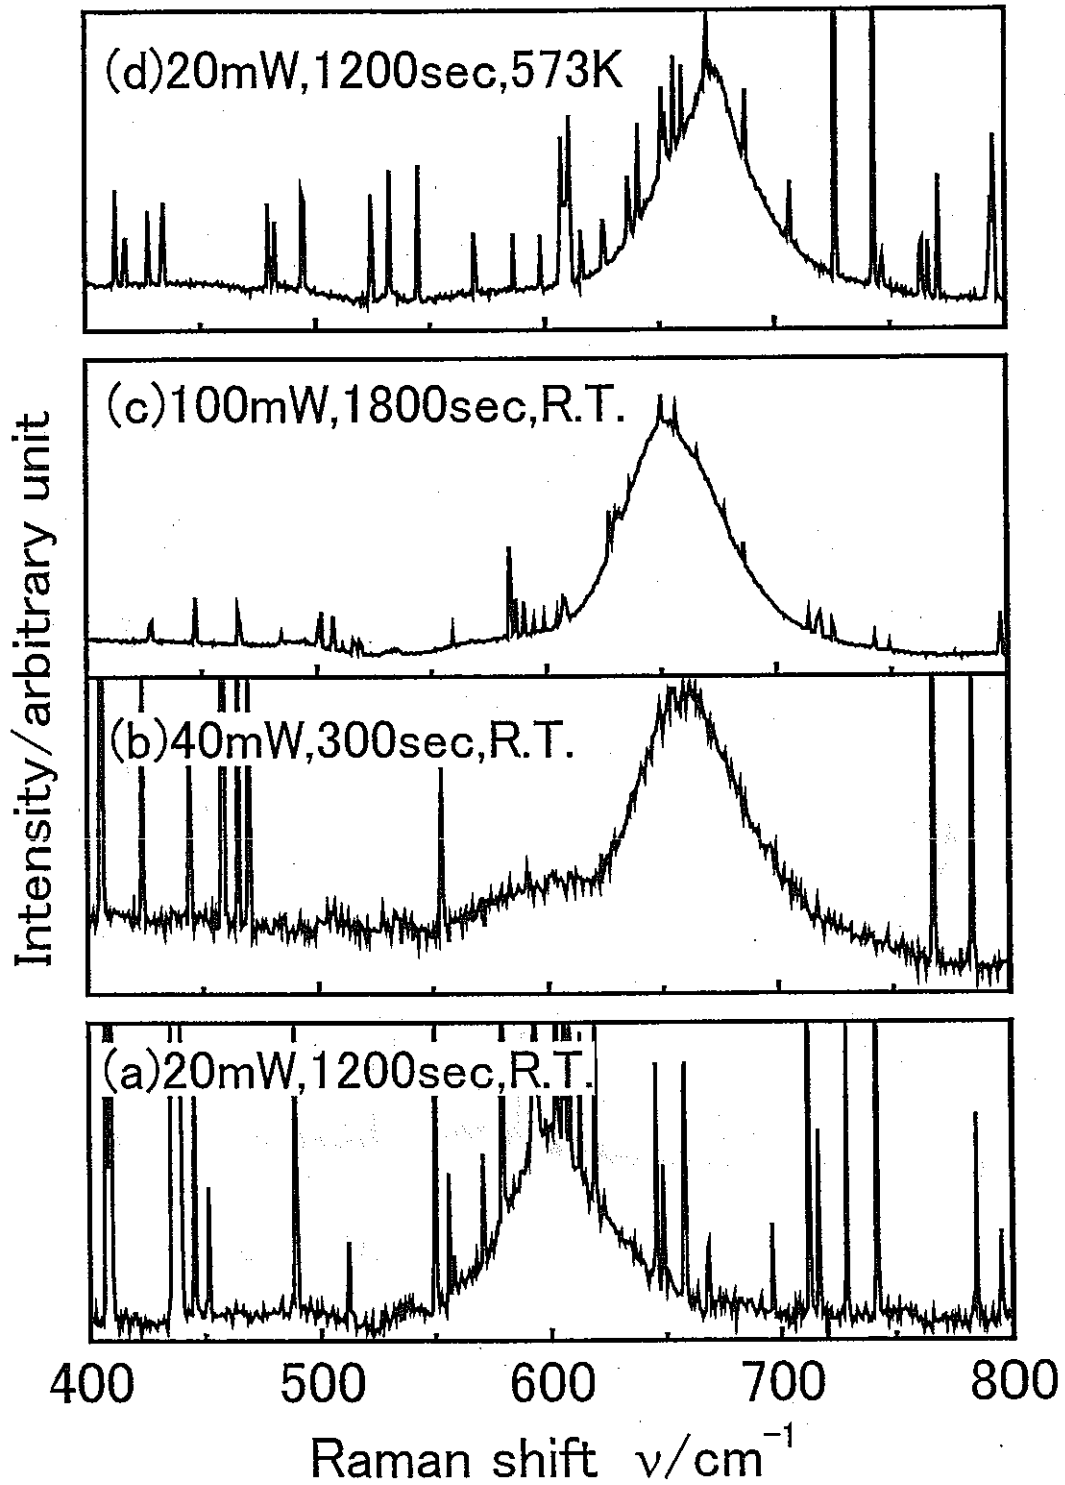 (d)20mW,1200sec,573K
(c)100mW,1800sec,R.T.
(b)40mW,300sec,R.T.
(a)20mW,1200sec,R.T.
Intensity/arbitrary unit
400 500 600 700 800
Raman shift ν/cm⁻¹